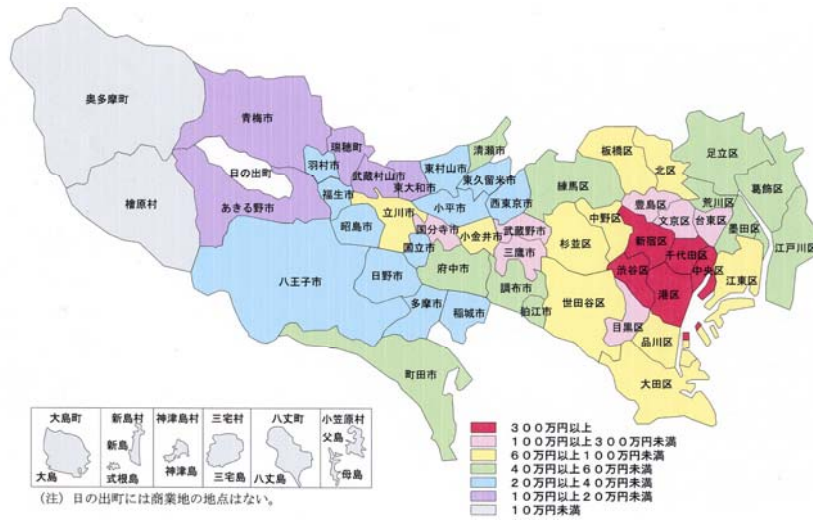 奥多摩町
青梅市
日の出町
檜原村
あきる野市
瑞穂町
羽村市
武蔵村山市
福生市
東大和市
東村山市
清瀬市
東久留米市
西東京市
小平市
昭島市
立川市
国分寺市
小金井市
国立市
武蔵野市
三鷹市
八王子市
日野市
府中市
調布市
狛江市
多摩市
稲城市
町田市
練馬区
板橋区
北区
足立区
葛飾区
荒川区
豊島区
文京区
台東区
墨田区
江戸川区
中野区
杉並区
新宿区
千代田区
中央区
江東区
渋谷区
港区
世田谷区
目黒区
品川区
大田区
大島町
大島
新島村
新島
式根島
神津島村
神津島
三宅村
三宅島
八丈町
八丈島
小笠原村
父島
母島
(注) 日の出町には商業地の地点はない。
300万円以上
100万円以上300万円未満
60万円以上100万円未満
40万円以上60万円未満
20万円以上40万円未満
10万円以上20万円未満
10万円未満